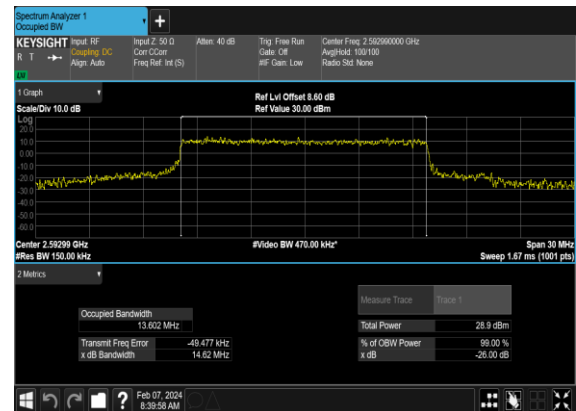 Spectrum Analyzer 1
Occupied BW
KEYSIGHT Input: RF Input Z: 50 Ω Atten: 40 dB Trig: Free Run Center Freq: 2.592990000 GHz
R T Coupling: DC Corr CCorr Gate: Off Avg|Hold: 100/100
Align: Auto Freq Ref: Int (S) #IF Gain: Low Radio Std: None
LW
1 Graph
Ref Lvl Offset 8.60 dB
Scale/Div 10.0 dB Ref Value 30.00 dBm
Log
20.0
10.0
0.00
-10.0
-20.0
-30.0
-40.0
-50.0
-60.0
Center 2.59299 GHz #Video BW 470.00 kHz* Span 30 MHz
#Res BW 150.00 kHz Sweep 1.67 ms (1001 pts)
2 Metrics
Measure Trace Trace 1
Occupied Bandwidth
13.602 MHz Total Power 28.9 dBm
Transmit Freq Error -49.477 kHz % of OBW Power 99.00 %
x dB Bandwidth 14.62 MHz x dB -26.00 dB
Feb 07, 2024
8:39:58 AM